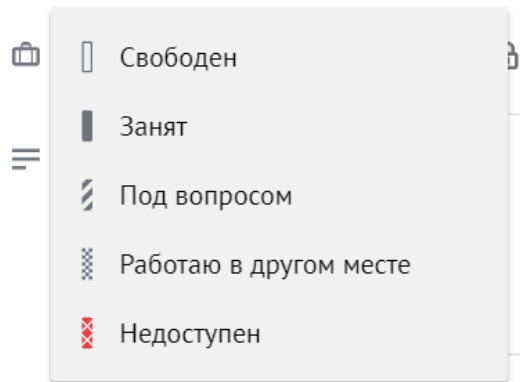 Свободен
Занят
Под вопросом
Работаю в другом месте
Недоступен